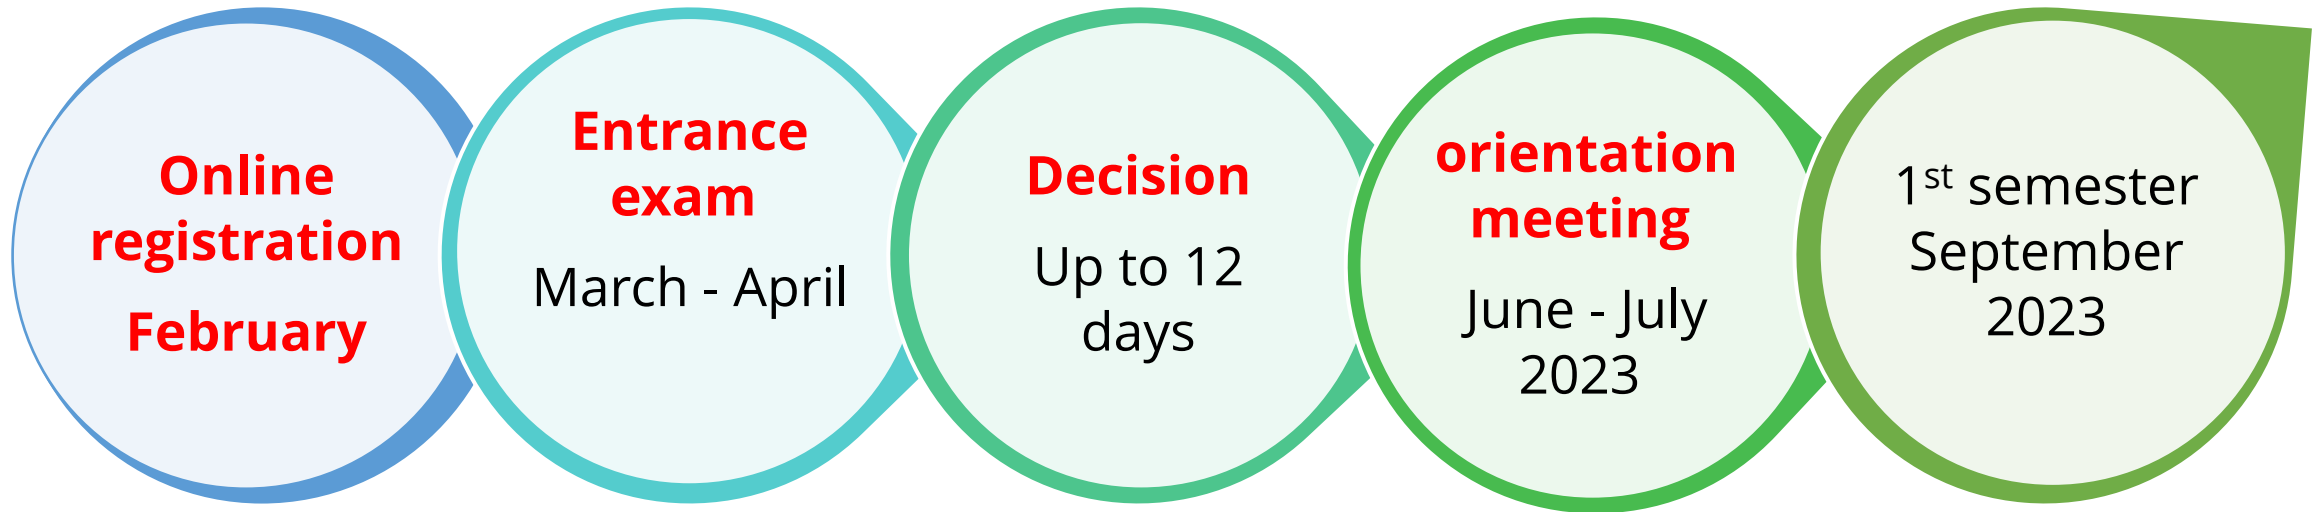 Online
registration
February
Entrance
exam
March - April
Decision
Up to 12
days
orientation
meeting
June - July
2023
1st semester
September
2023